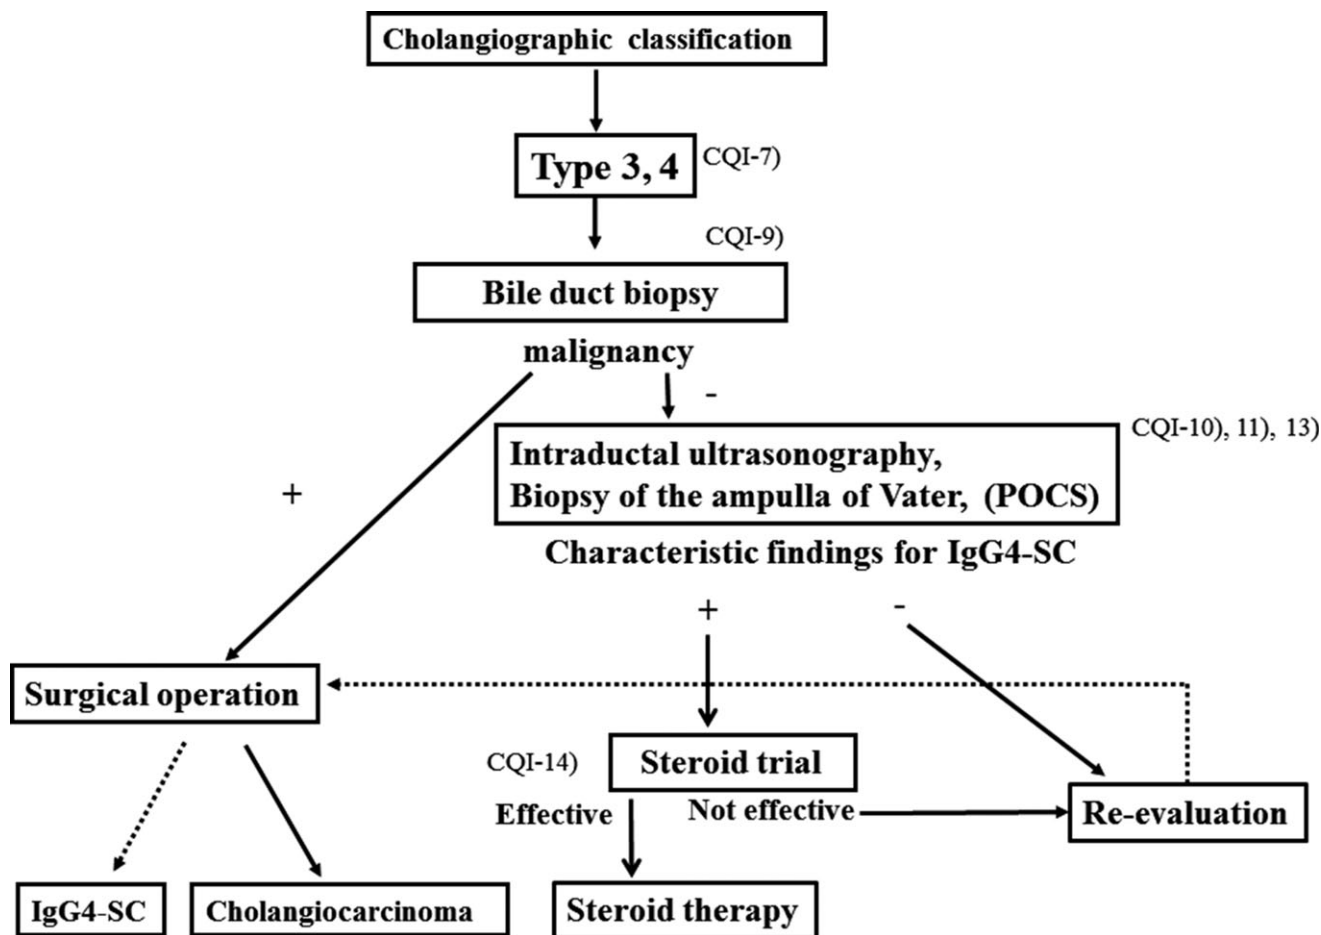 Cholangiographic classification
Type 3, 4
CQI-7)
CQI-9)
Bile duct biopsy
malignancy
-
+
CQI-10), 11), 13)
Intraductal ultrasonography,
Biopsy of the ampulla of Vater, (POCS)
Characteristic findings for IgG4-SC
+
-
Surgical operation
CQI-14)
Steroid trial
Effective
Not effective
Re-evaluation
IgG4-SC
Cholangiocarcinoma
Steroid therapy